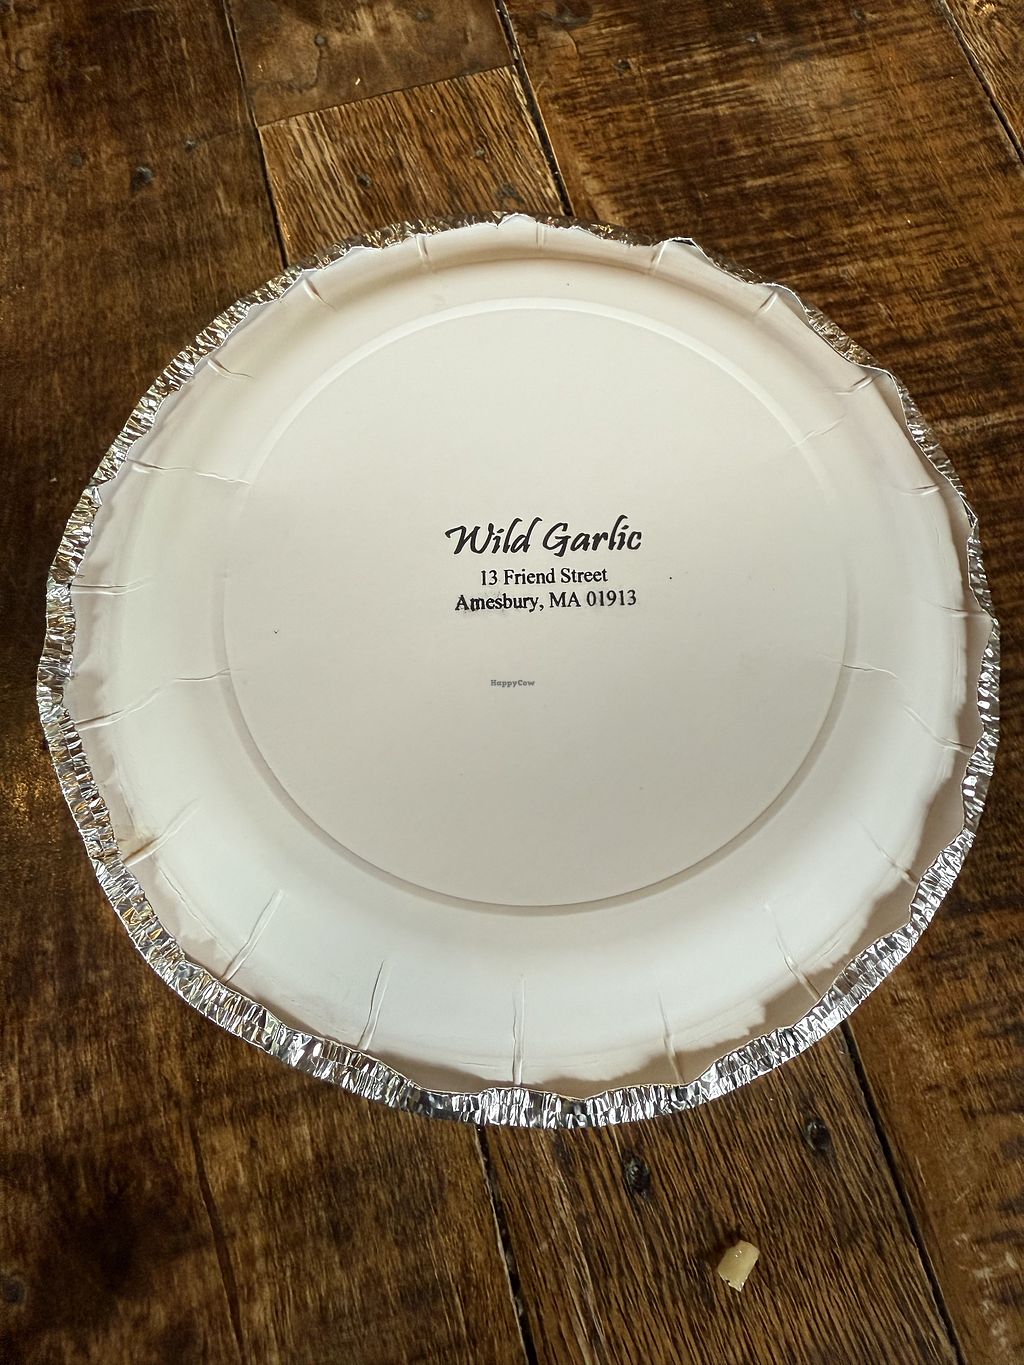 Wild Garlic
13 Friend Street
Amesbury, MA 01913
HappyCow